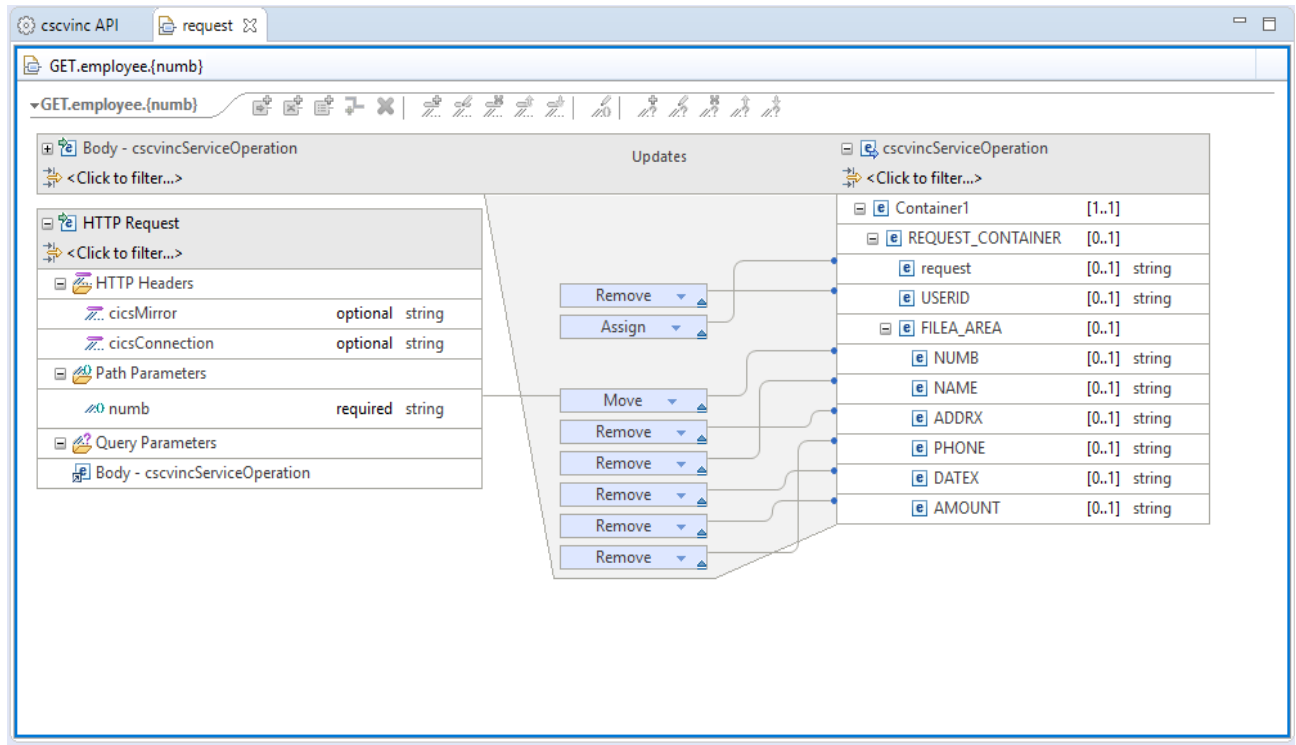 cscvinc API request
GET.employee.{numb}
GET.employee.{numb}
Body - cscvincServiceOperation
<Click to filter...>
Updates
cscvincServiceOperation
<Click to filter...>
HTTP Request
<Click to filter...>
HTTP Headers
cicsMirror optional string
cicsConnection optional string
Path Parameters
numb required string
Query Parameters
Body - cscvincServiceOperation
Remove
Assign
Move
Remove
Remove
Remove
Remove
Remove
Container1 [1..1]
REQUEST_CONTAINER [0..1]
request [0..1] string
USERID [0..1] string
FILEA_AREA [0..1]
NUMB [0..1] string
NAME [0..1] string
ADDRX [0..1] string
PHONE [0..1] string
DATEX [0..1] string
AMOUNT [0..1] string